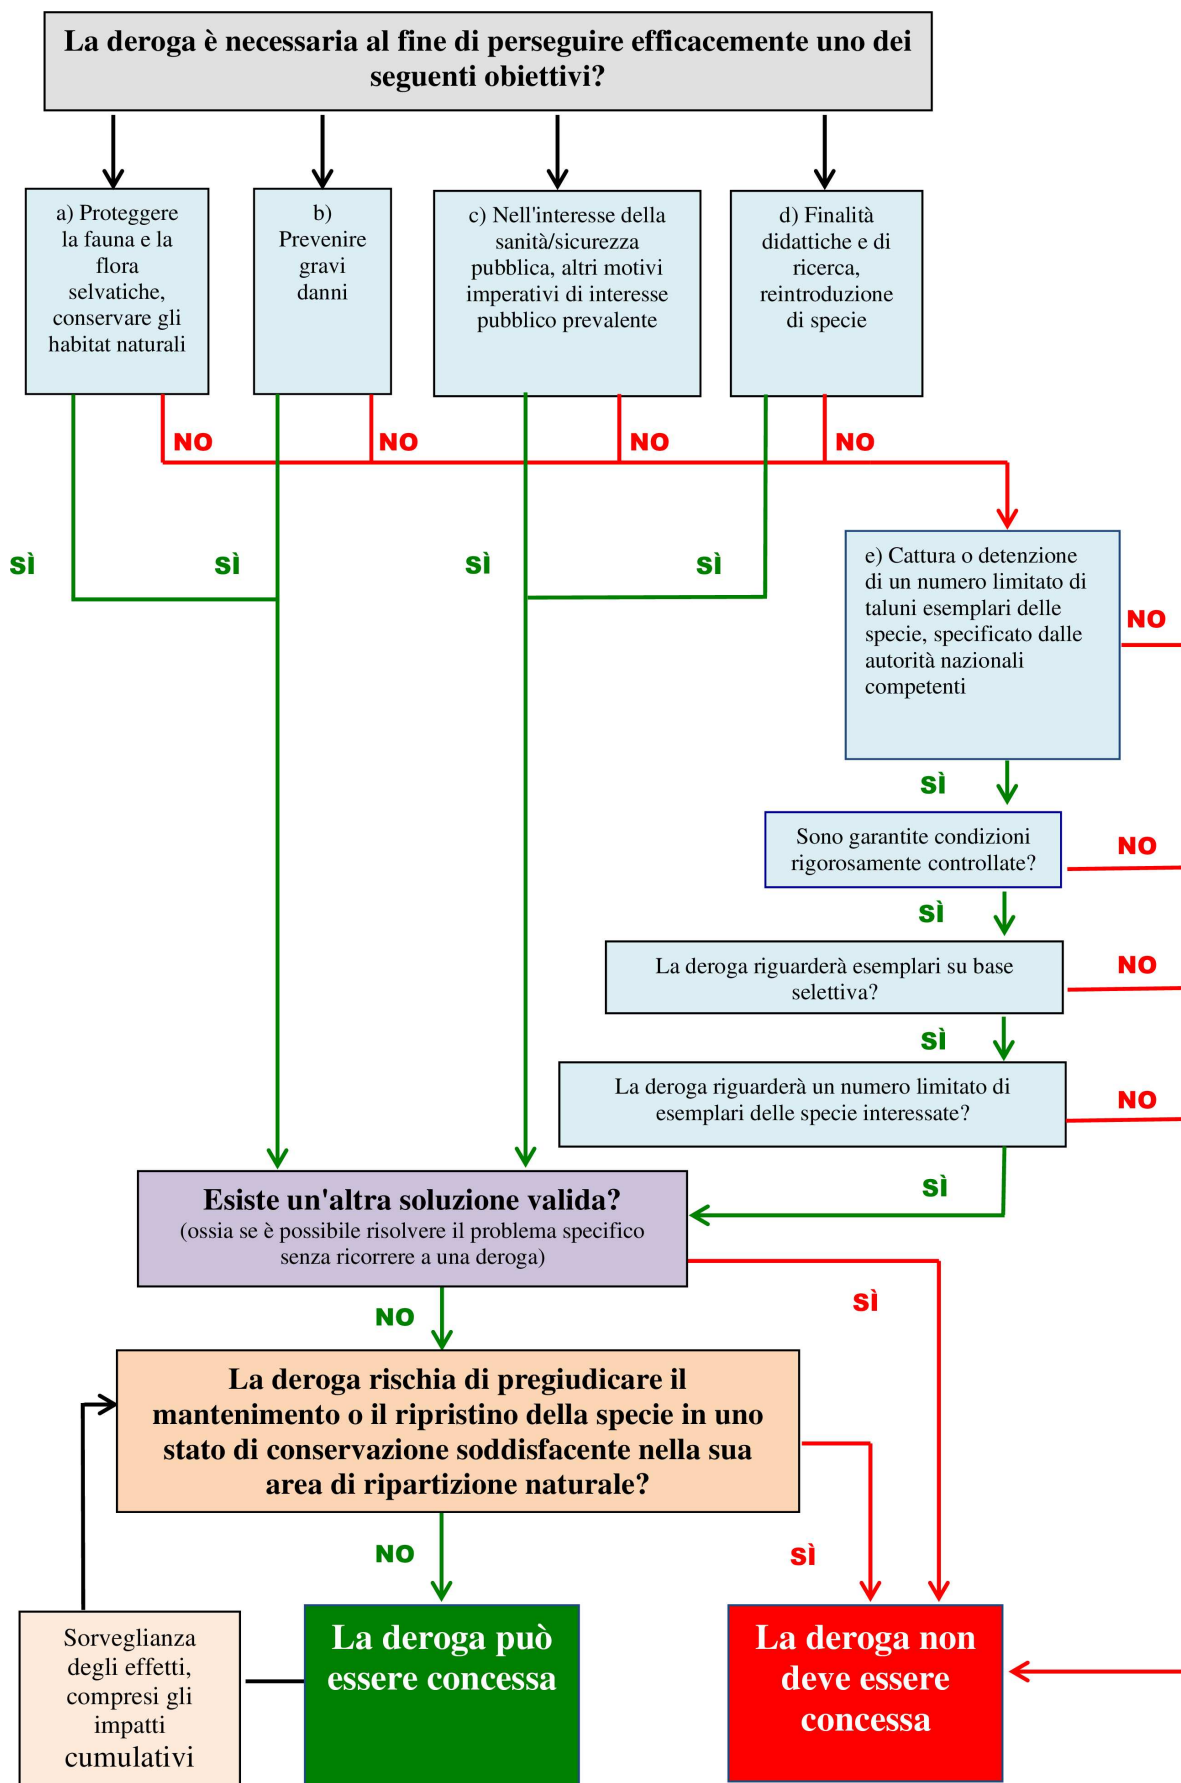 La deroga è necessaria al fine di perseguire efficacemente uno dei
seguenti obiettivi?
a) Proteggere
la fauna e la
flora
selvatiche,
conservare gli
habitat naturali
b)
Prevenire
gravi
danni
c) Nell'interesse della
sanità/sicurezza
pubblica, altri motivi
imperativi di interesse
pubblico prevalente
d) Finalità
didattiche e di
ricerca,
reintroduzione
di specie
NO
NO
NO
NO
SÌ
SÌ
SÌ
SÌ
e) Cattura o detenzione
di un numero limitato di
taluni esemplari delle
specie, specificato dalle
autorità nazionali
competenti
NO
SÌ
Sono garantite condizioni
rigorosamente controllate?
NO
SÌ
La deroga riguarderà esemplari su base
selettiva?
NO
SÌ
La deroga riguarderà un numero limitato di
esemplari delle specie interessate?
NO
SÌ
Esiste un'altra soluzione valida?
(ossia se è possibile risolvere il problema specifico
senza ricorrere a una deroga)
SÌ
NO
La deroga rischia di pregiudicare il
mantenimento o il ripristino della specie in uno
stato di conservazione soddisfacente nella sua
area di ripartizione naturale?
NO
SÌ
Sorveglianza
degli effetti,
compresi gli
impatti
cumulativi
La deroga può
essere concessa
La deroga non
deve essere
concessa